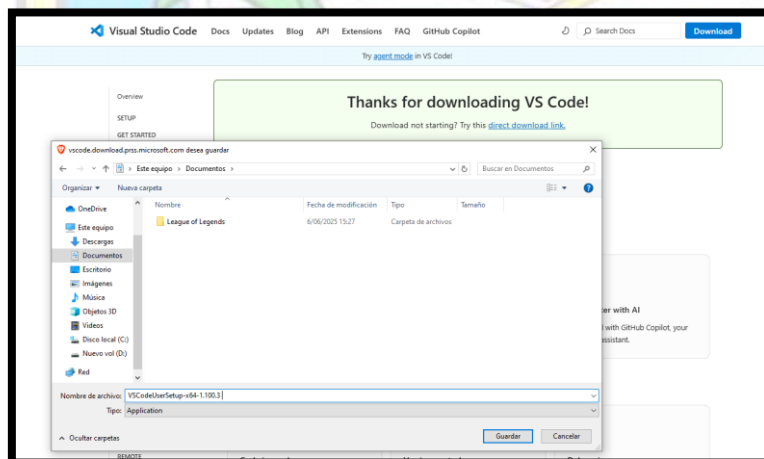 Visual Studio Code Docs Updates Blog API Extensions FAQ GitHub Copilot Search Docs Download
Try agent mode in VS Code!
Overview
SETUP
GET STARTED
Thanks for downloading VS Code!
Download not starting? Try this direct download link.
vscode.download.prss.microsoft.com desea guardar
Este equipo > Documentos >
Buscar en Documentos
Organizar Nueva carpeta
OneDrive
Este equipo
Descargas
Documentos
Escritorio
Imágenes
Música
Objetos 3D
Videos
Disco local (C:)
Nuevo vol (D:)
Red
Nombre Fecha de modificación Tipo Tamaño
League of Legends 6/06/2025 15:27 Carpeta de archivos
Nombre de archivo: VSCodeUserSetup-x64-1.100.3
Tipo: Application
Ocultar carpetas Guardar Cancelar
er with AI
l with GitHub Copilot, your
assistant.
REMOTE